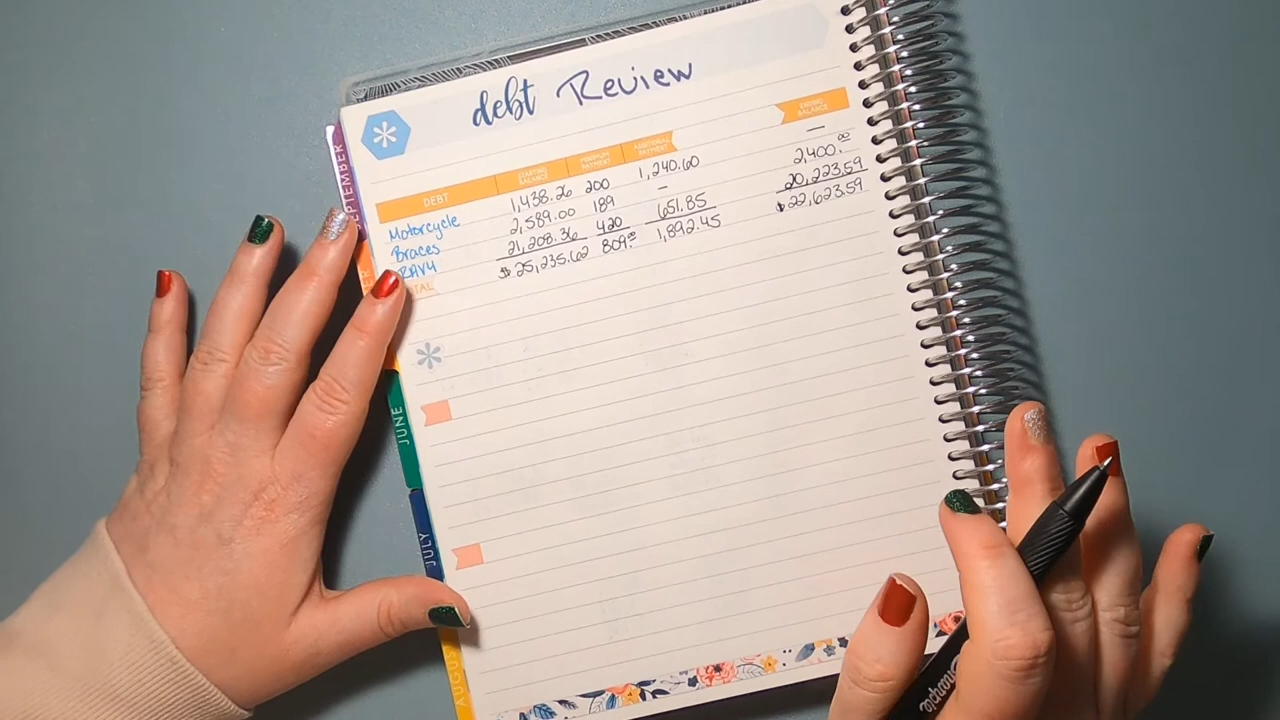 debt Review
DEBT STARTING BALANCE MINIMUM PAYMENT ADDITIONAL PAYMENT ENDING BALANCE
Motorcycle 1,438.26 200 1,240.60 —
Braces 2,589.00 189 — 2,400.00
RAV4 21,208.36 420 651.85 20,223.59
TAL $25,235.62 809.00 1,892.45 $22,623.59
SEPTEMBER
JUNE
JULY
AUGUS